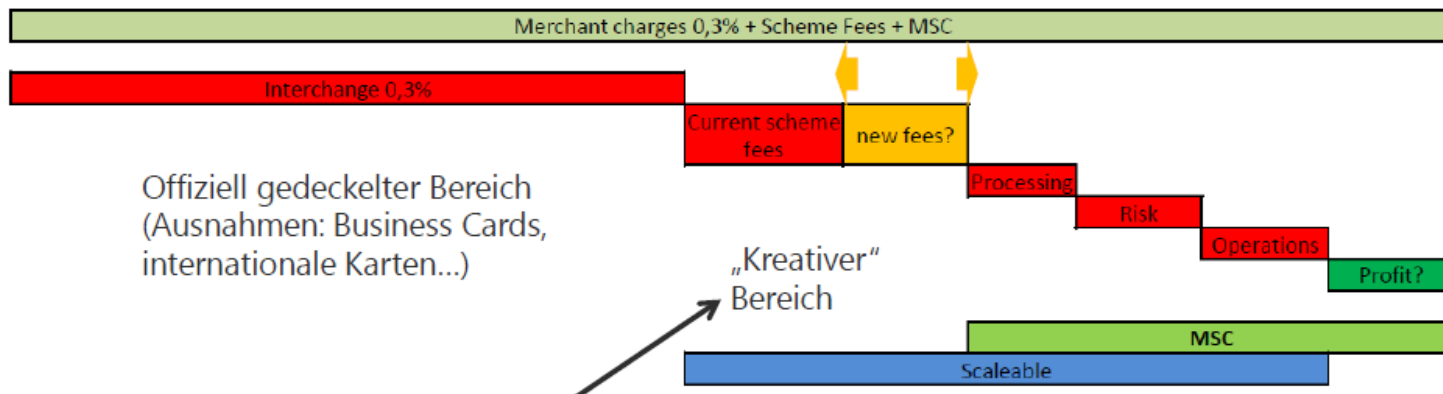 Merchant charges 0,3% + Scheme Fees + MSC
Interchange 0,3%
Current scheme
fees
new fees?
Processing
Risk
Operations
Profit?
Offiziell gedeckelter Bereich
(Ausnahmen: Business Cards,
internationale Karten...)
„Kreativer“
Bereich
MSC
Scaleable